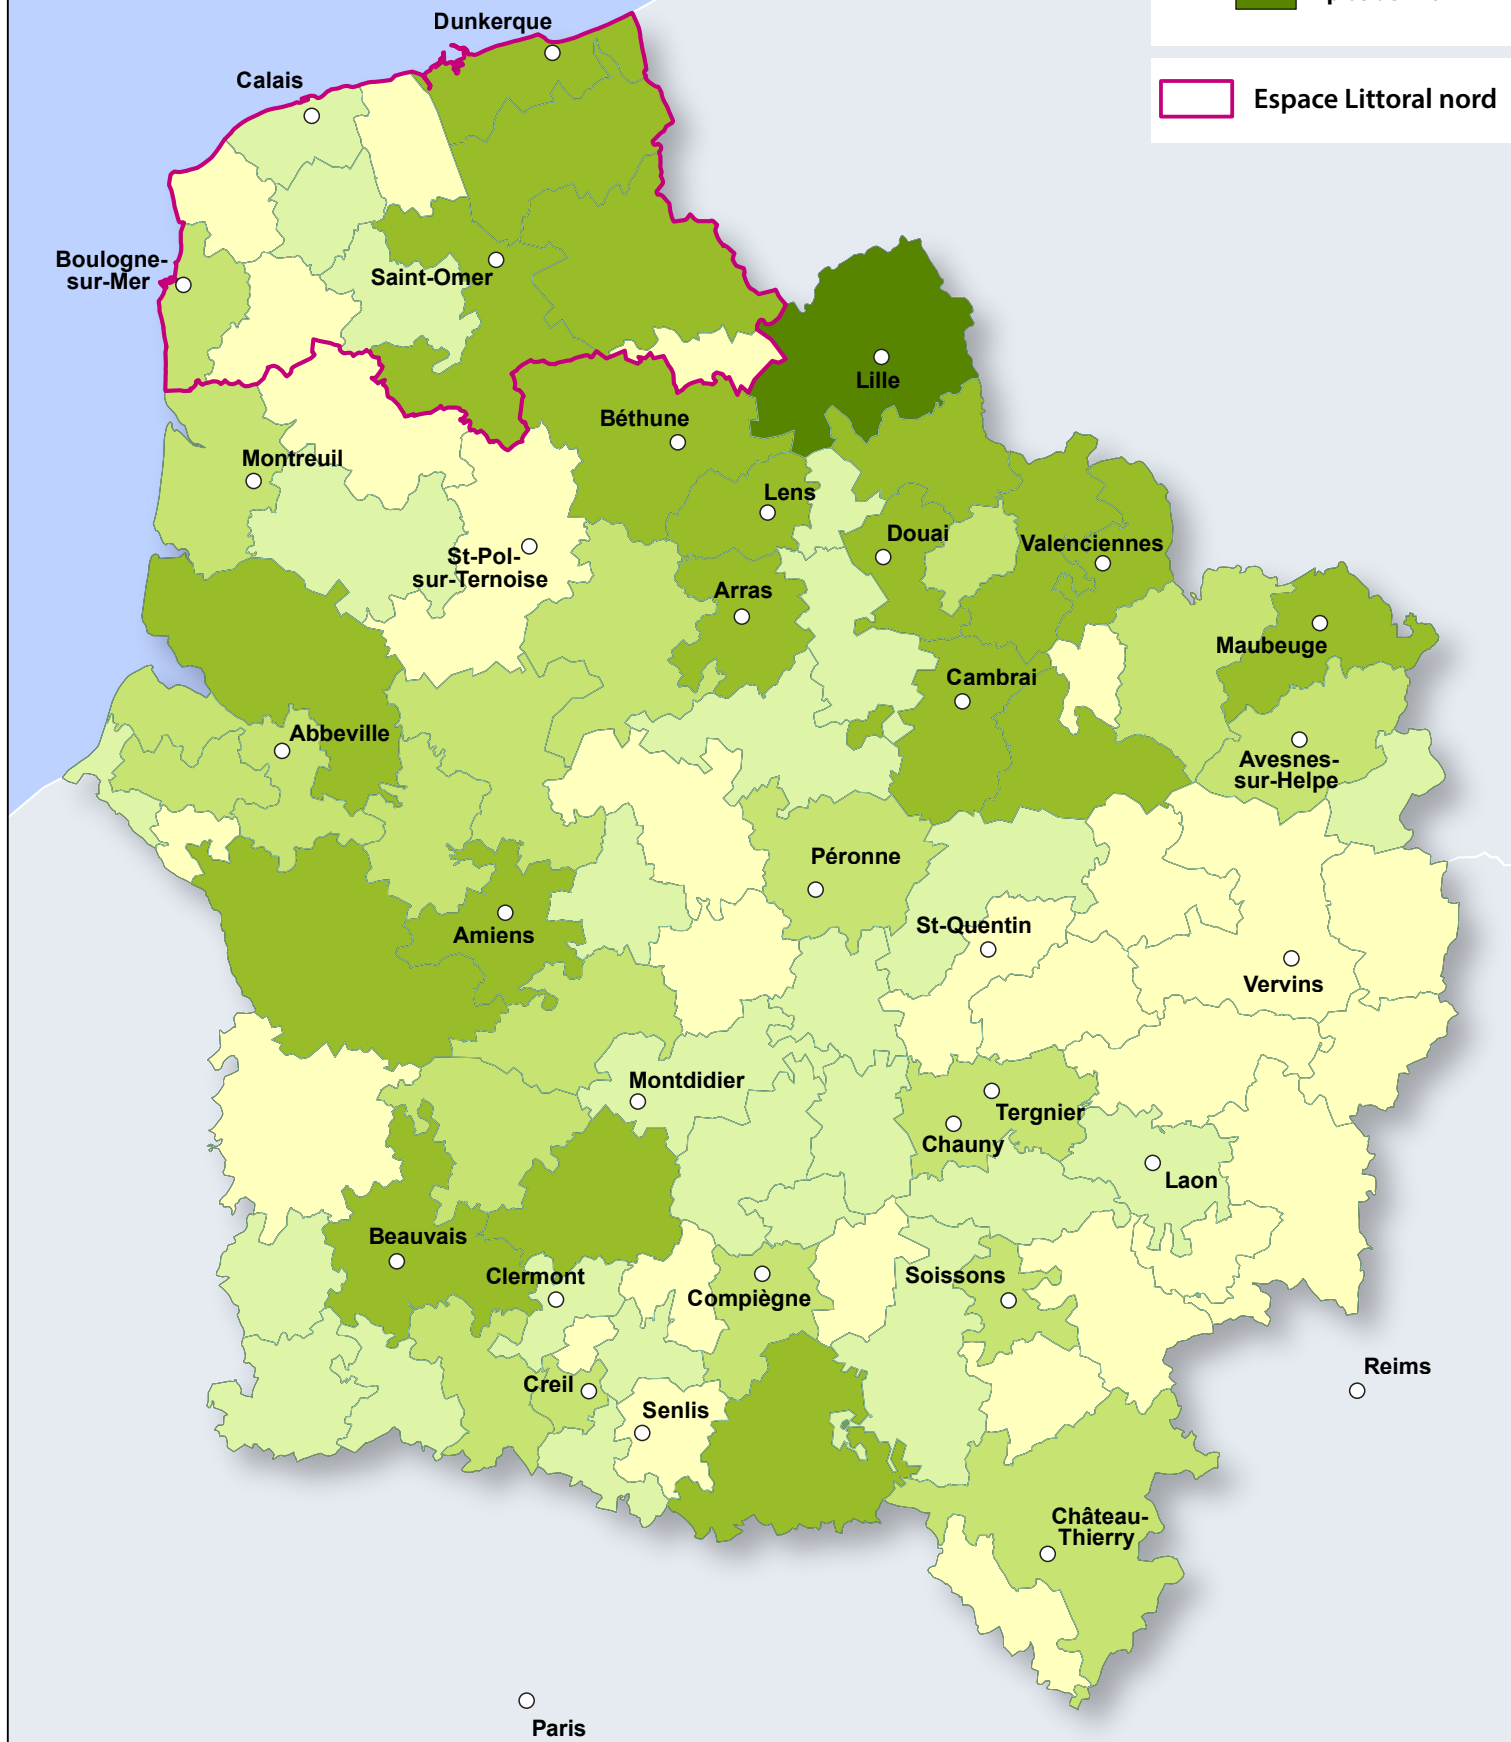 Espace Littoral nord
Dunkerque
Calais
Boulogne-
sur-Mer
Saint-Omer
Lille
Béthune
Montreuil
Lens
Douai
Valenciennes
St-Pol-
sur-Ternoise
Arras
Maubeuge
Cambrai
Abbeville
Avesnes-
sur-Helpe
Péronne
St-Quentin
Amiens
Vervins
Montdidier
Tergnier
Chauny
Laon
Beauvais
Clermont
Compiègne
Soissons
Reims
Creil
Senlis
Château-
Thierry
Paris